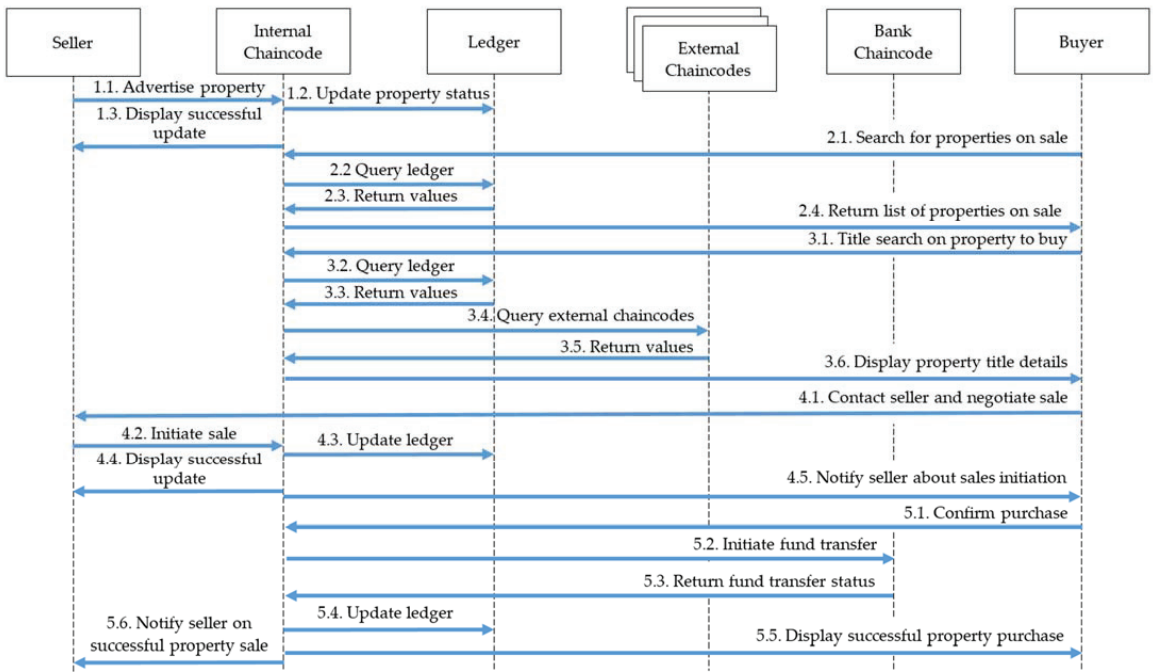 Seller
Internal
Chaincode
Ledger
External
Chaincodes
Bank
Chaincode
Buyer
1.1. Advertise property
1.2. Update property status
1.3. Display successful
update
2.1. Search for properties on sale
2.2 Query ledger
2.3. Return values
2.4. Return list of properties on sale
3.1. Title search on property to buy
3.2. Query ledger
3.3. Return values
3.4. Query external chaincodes
3.5. Return values
3.6. Display property title details
4.1. Contact seller and negotiate sale
4.2. Initiate sale
4.3. Update ledger
4.4. Display successful
update
4.5. Notify seller about sales initiation
5.1. Confirm purchase
5.2. Initiate fund transfer
5.3. Return fund transfer status
5.4. Update ledger
5.6. Notify seller on
successful property sale
5.5. Display successful property purchase